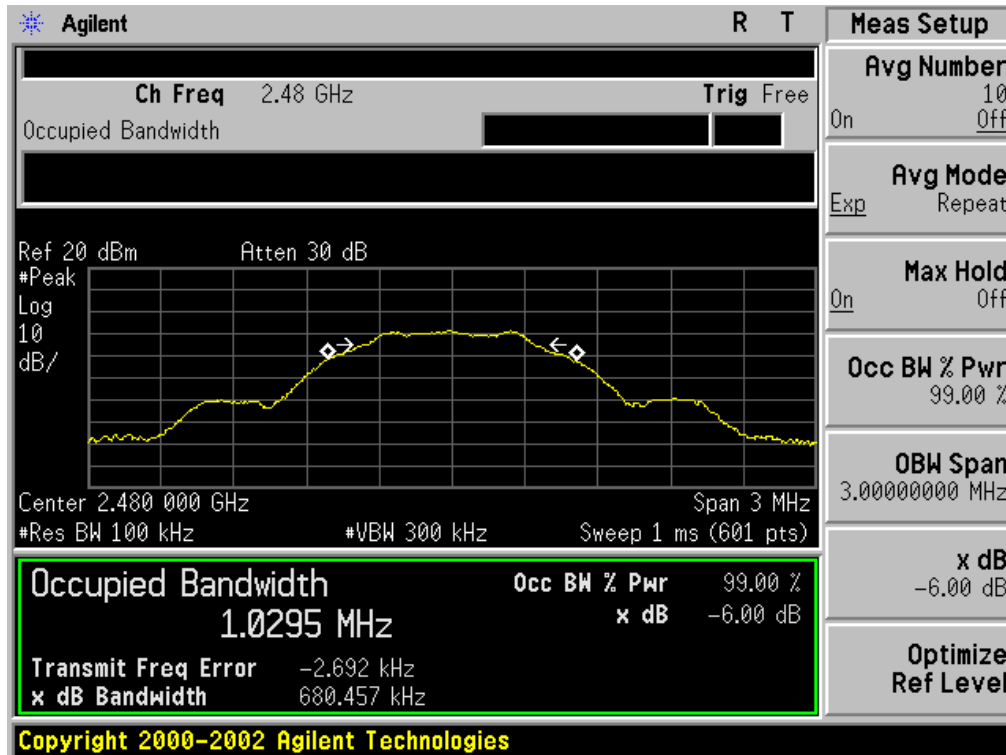 Agilent R T
Ch Freq 2.48 GHz Trig Free
Occupied Bandwidth
Ref 20 dBm Atten 30 dB
#Peak
Log
10
dB/
Center 2.480 000 GHz Span 3 MHz
#Res BW 100 kHz #VBW 300 kHz Sweep 1 ms (601 pts)
Occupied Bandwidth Occ BW % Pwr 99.00 %
1.0295 MHz x dB -6.00 dB
Transmit Freq Error -2.692 kHz
x dB Bandwidth 680.457 kHz
Copyright 2000-2002 Agilent Technologies
Meas Setup
Avg Number
10
On Off
Avg Mode
Exp Repeat
Max Hold
On Off
Occ BW % Pwr
99.00 %
OBW Span
3.00000000 MHz
x dB
-6.00 dB
Optimize
Ref Level